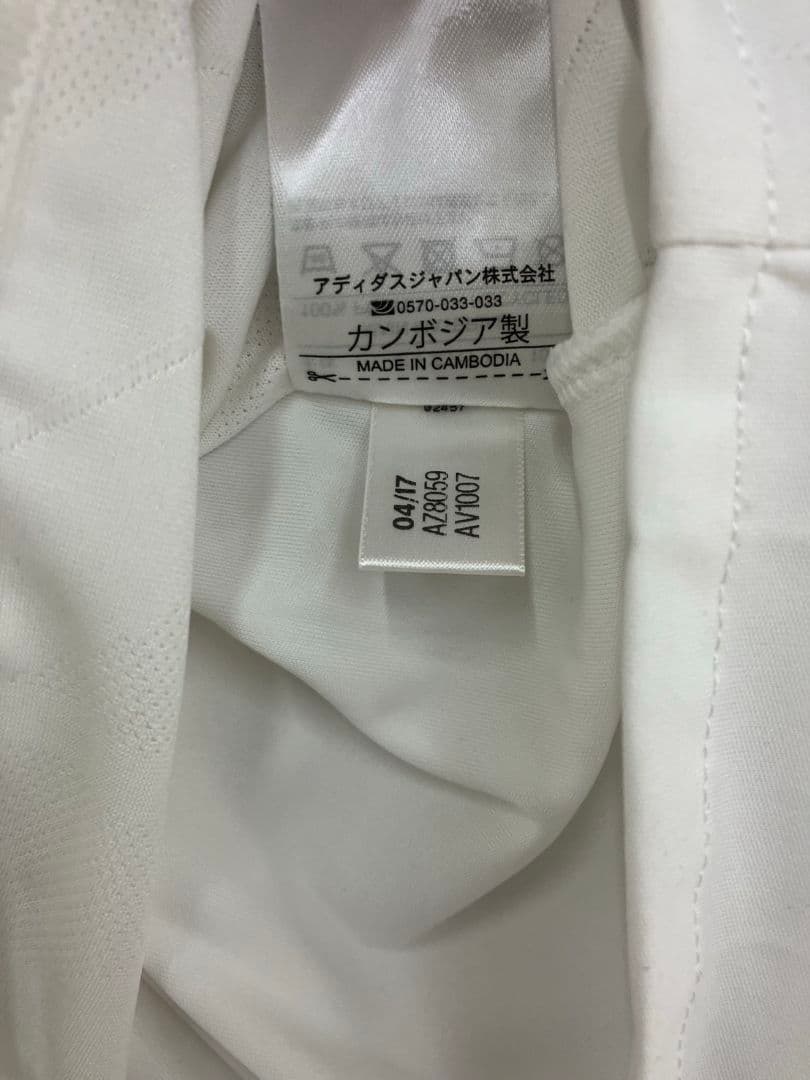 アディダスジャパン株式会社
0570-033-033
カンボジア製
MADE IN CAMBODIA
04/17
AZ8059
AV1007